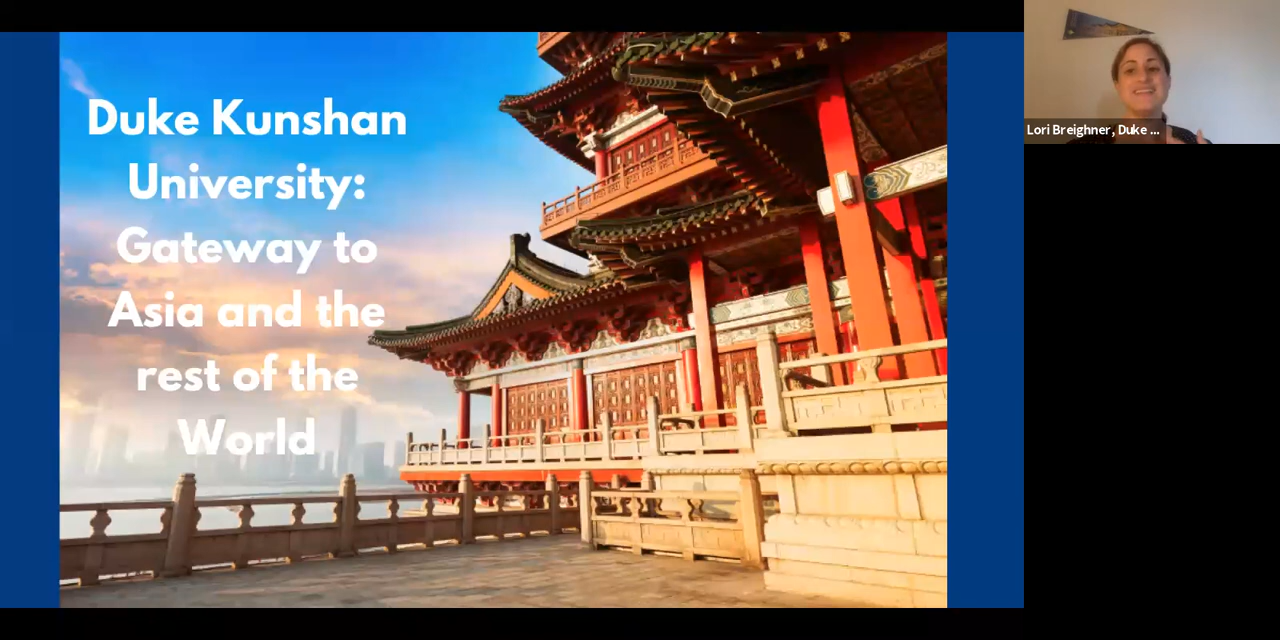 Duke Kunshan
University:
Gateway to
Asia and the
rest of the
World
Lori Breighner, Duke ...